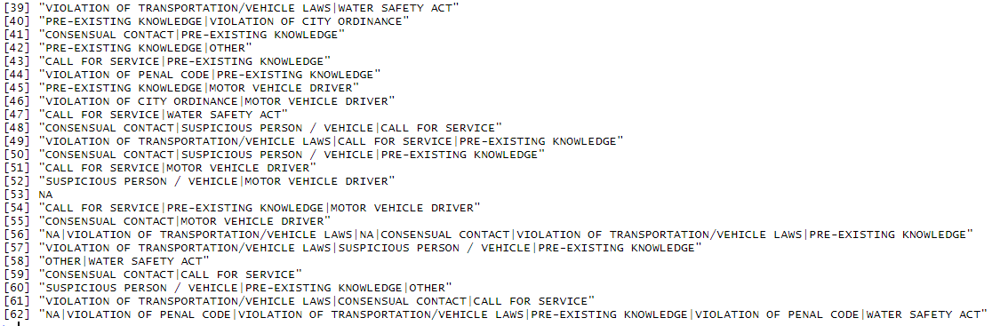 [39] "VIOLATION OF TRANSPORTATION/VEHICLE LAWS|WATER SAFETY ACT"
[40] "PRE-EXISTING KNOWLEDGE|VIOLATION OF CITY ORDINANCE"
[41] "CONSENSUAL CONTACT|PRE-EXISTING KNOWLEDGE"
[42] "PRE-EXISTING KNOWLEDGE|OTHER"
[43] "CALL FOR SERVICE|PRE-EXISTING KNOWLEDGE"
[44] "VIOLATION OF PENAL CODE|PRE-EXISTING KNOWLEDGE"
[45] "PRE-EXISTING KNOWLEDGE|MOTOR VEHICLE DRIVER"
[46] "VIOLATION OF CITY ORDINANCE|MOTOR VEHICLE DRIVER"
[47] "CALL FOR SERVICE|WATER SAFETY ACT"
[48] "CONSENSUAL CONTACT|SUSPICIOUS PERSON / VEHICLE|CALL FOR SERVICE"
[49] "VIOLATION OF TRANSPORTATION/VEHICLE LAWS|CALL FOR SERVICE|PRE-EXISTING KNOWLEDGE"
[50] "CONSENSUAL CONTACT|SUSPICIOUS PERSON / VEHICLE|PRE-EXISTING KNOWLEDGE"
[51] "CALL FOR SERVICE|MOTOR VEHICLE DRIVER"
[52] "SUSPICIOUS PERSON / VEHICLE|MOTOR VEHICLE DRIVER"
[53] NA
[54] "CALL FOR SERVICE|PRE-EXISTING KNOWLEDGE|MOTOR VEHICLE DRIVER"
[55] "CONSENSUAL CONTACT|MOTOR VEHICLE DRIVER"
[56] "NA|VIOLATION OF TRANSPORTATION/VEHICLE LAWS|NA|CONSENSUAL CONTACT|VIOLATION OF TRANSPORTATION/VEHICLE LAWS|PRE-EXISTING KNOWLEDGE"
[57] "VIOLATION OF TRANSPORTATION/VEHICLE LAWS|SUSPICIOUS PERSON / VEHICLE|PRE-EXISTING KNOWLEDGE"
[58] "OTHER|WATER SAFETY ACT"
[59] "CONSENSUAL CONTACT|CALL FOR SERVICE"
[60] "SUSPICIOUS PERSON / VEHICLE|PRE-EXISTING KNOWLEDGE|OTHER"
[61] "VIOLATION OF TRANSPORTATION/VEHICLE LAWS|CONSENSUAL CONTACT|CALL FOR SERVICE"
[62] "NA|VIOLATION OF PENAL CODE|VIOLATION OF TRANSPORTATION/VEHICLE LAWS|PRE-EXISTING KNOWLEDGE|VIOLATION OF PENAL CODE|WATER SAFETY ACT"